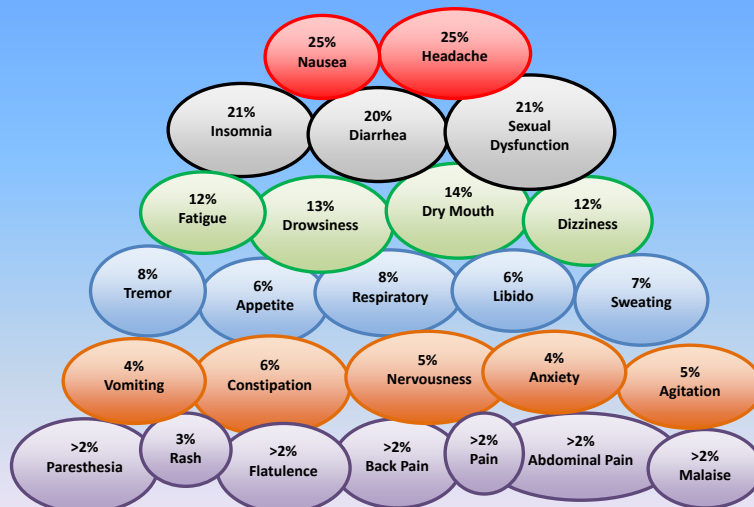 25%
Nausea
25%
Headache
21%
Insomnia
20%
Diarrhea
21%
Sexual
Dysfunction
12%
Fatigue
13%
Drowsiness
14%
Dry Mouth
12%
Dizziness
8%
Tremor
6%
Appetite
8%
Respiratory
6%
Libido
7%
Sweating
4%
Vomiting
6%
Constipation
5%
Nervousness
4%
Anxiety
5%
Agitation
>2%
Paresthesia
3%
Rash
>2%
Flatulence
>2%
Back Pain
>2%
Pain
>2%
Abdominal Pain
>2%
Malaise